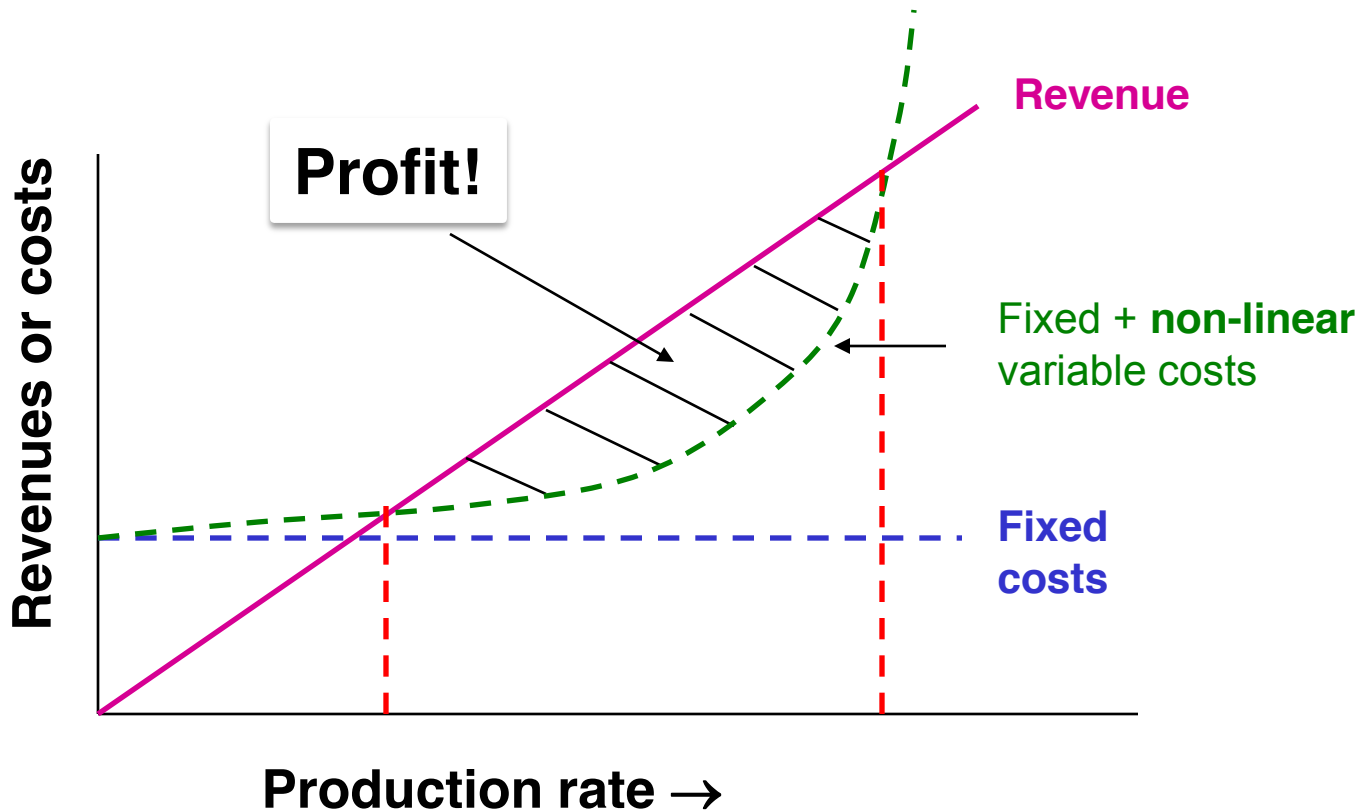 Revenue
Profit!
Revenues or costs
Fixed + non-linear
variable costs
Fixed
costs
Production rate →